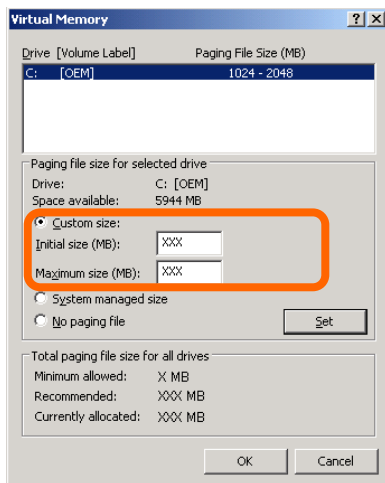 Virtual Memory
Drive [Volume Label] Paging File Size (MB)
C: [OEM] 1024 - 2048
Paging file size for selected drive
Drive: C: [OEM]
Space available: 5944 MB
Custom size:
Initial size (MB): XXX
Maximum size (MB): XXX
System managed size
No paging file
Set
Total paging file size for all drives
Minimum allowed: X MB
Recommended: XXX MB
Currently allocated: XXX MB
OK Cancel